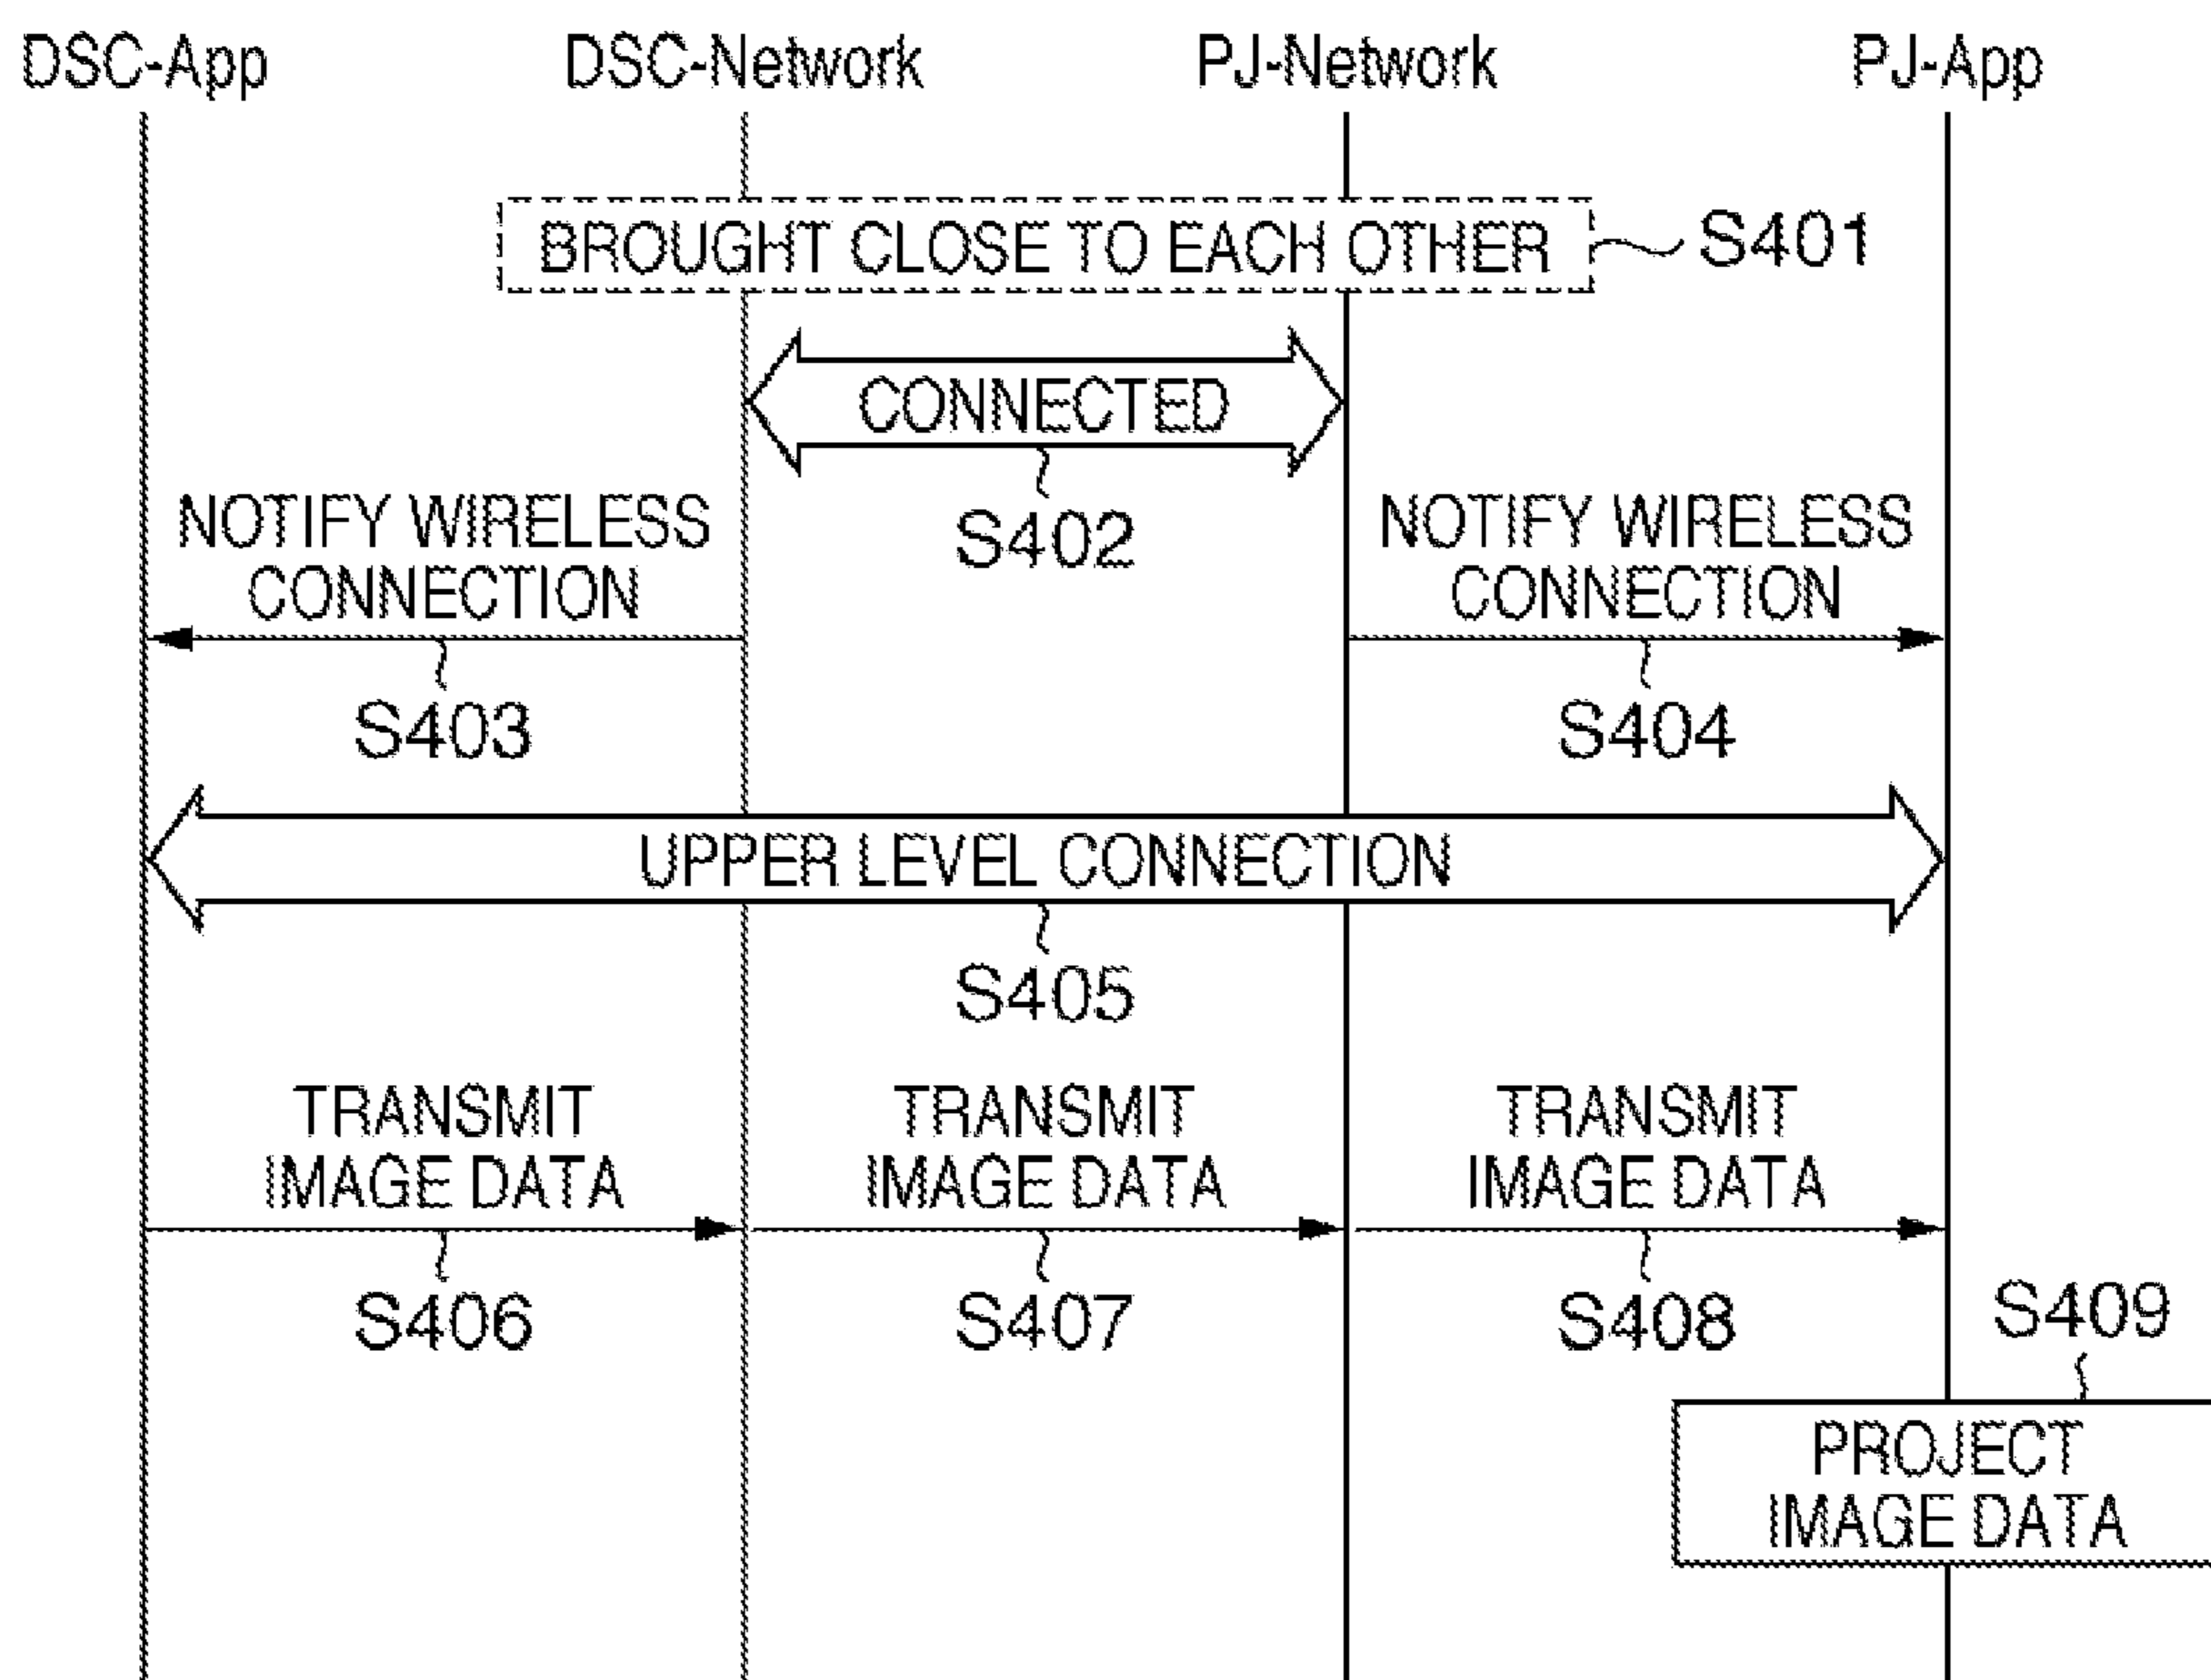 DSC-App
DSC-Network
PJ-Network
PJ-App
BROUGHT CLOSE TO EACH OTHER
S401
CONNECTED
S402
NOTIFY WIRELESS
CONNECTION
S403
NOTIFY WIRELESS
CONNECTION
S404
UPPER LEVEL CONNECTION
S405
TRANSMIT
IMAGE DATA
S406
TRANSMIT
IMAGE DATA
S407
TRANSMIT
IMAGE DATA
S408
S409
PROJECT
IMAGE DATA